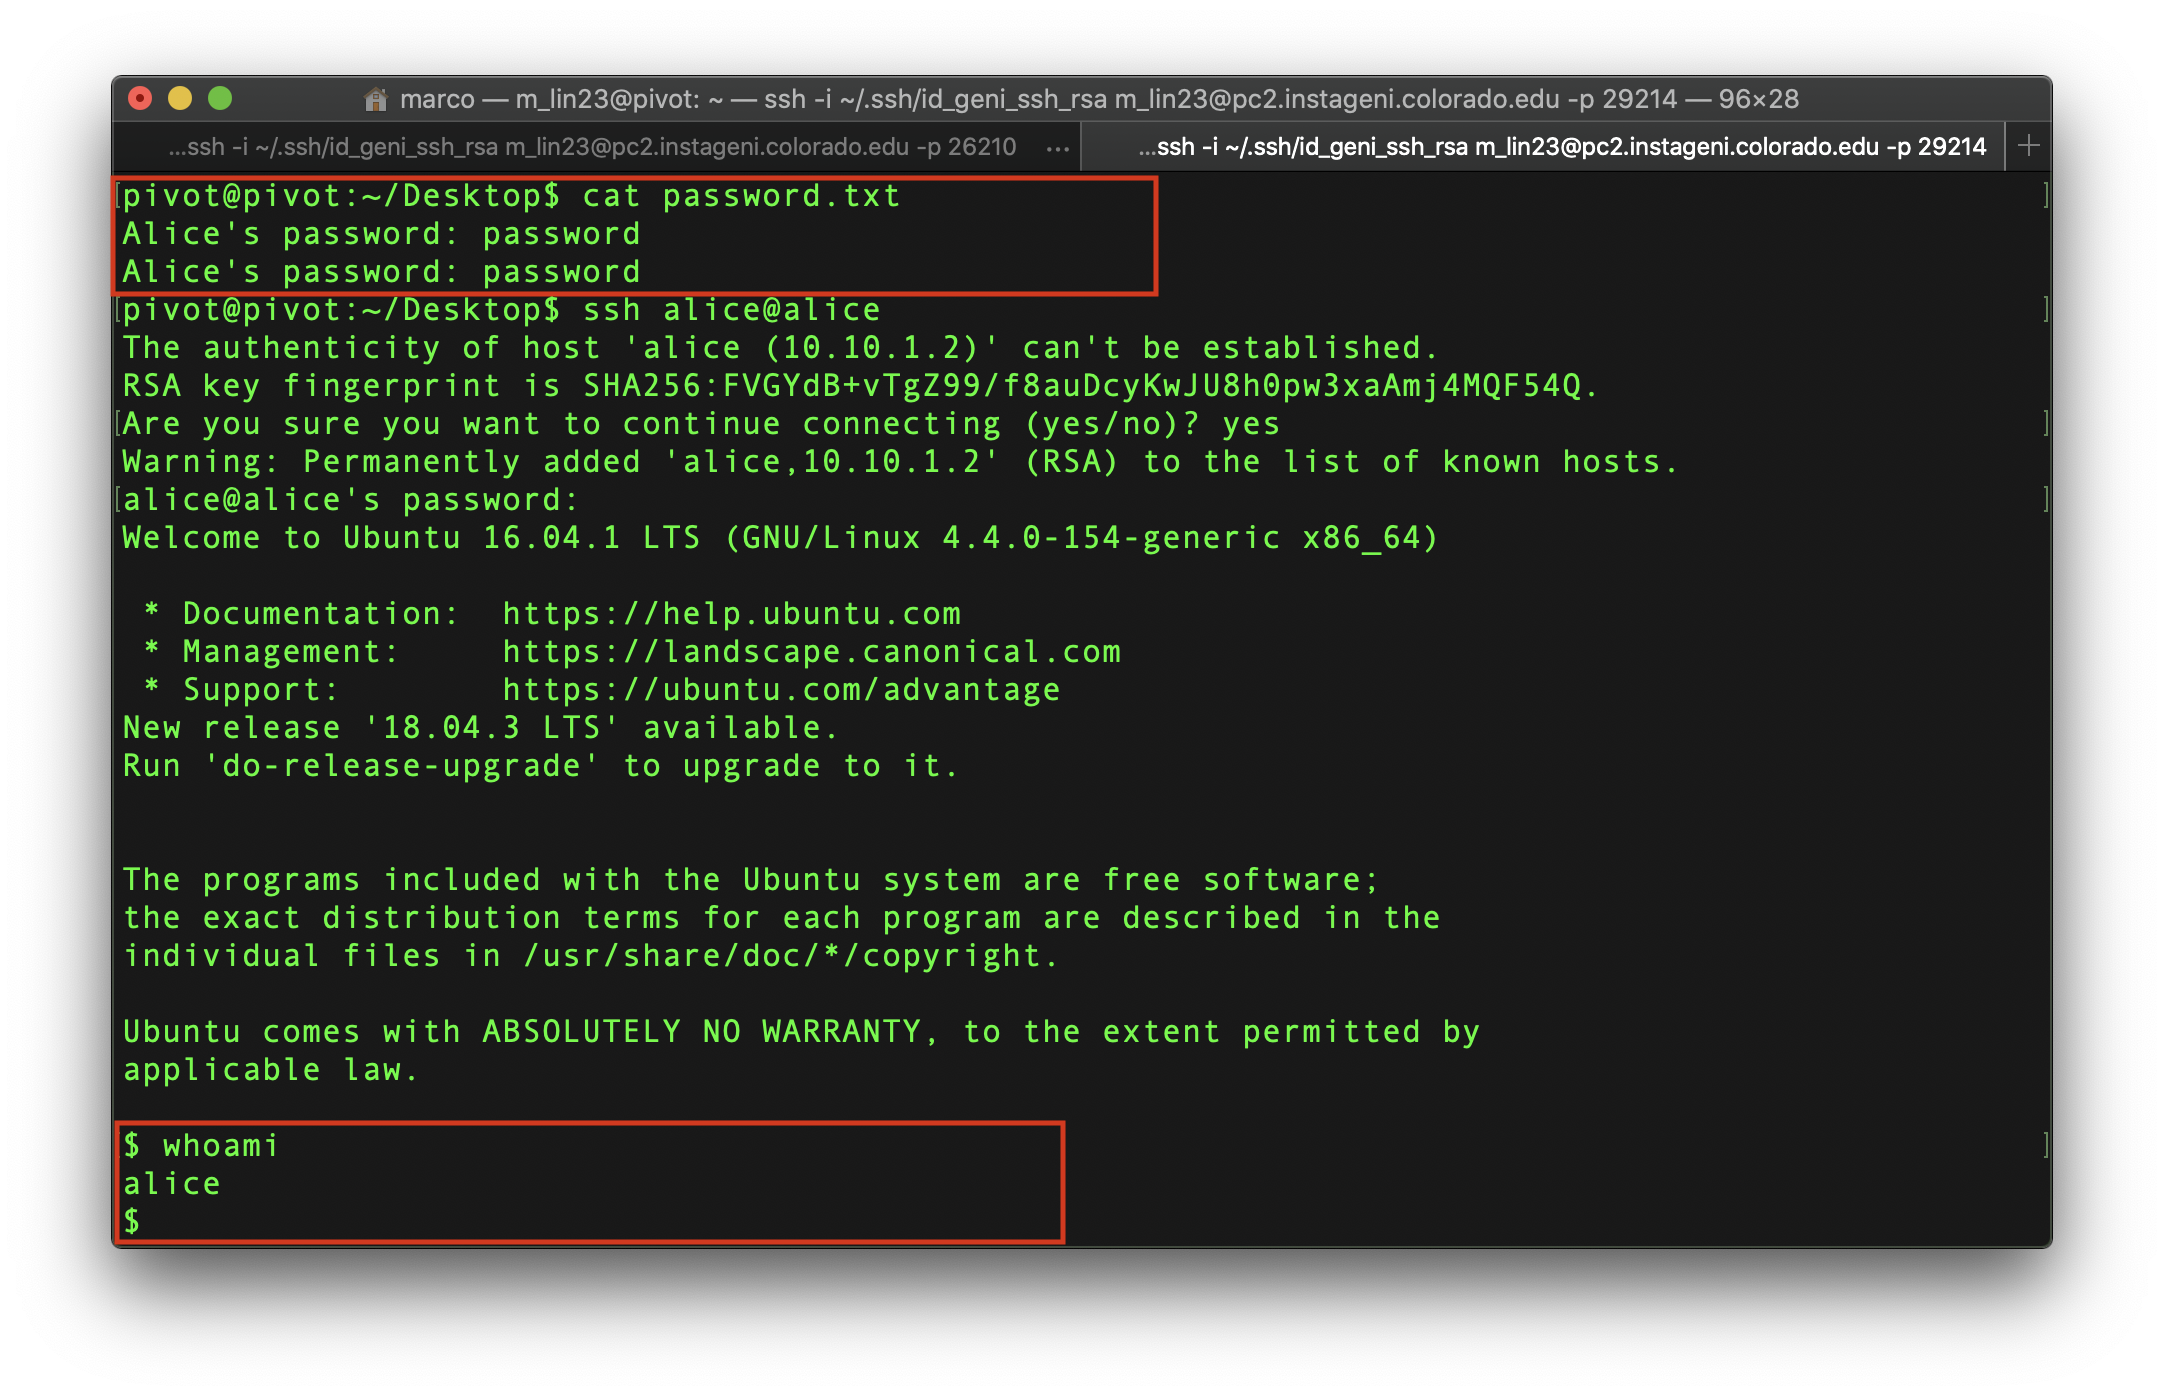 marco — m_lin23@pivot: ~ — ssh -i ~/.ssh/id_geni_ssh_rsa m_lin23@pc2.instageni.colorado.edu -p 29214 — 96×28
...ssh -i ~/.ssh/id_geni_ssh_rsa m_lin23@pc2.instageni.colorado.edu -p 26210 ... ...ssh -i ~/.ssh/id_geni_ssh_rsa m_lin23@pc2.instageni.colorado.edu -p 29214 +
[pivot@pivot:~/Desktop$ cat password.txt ]
Alice's password: password
Alice's password: password
[pivot@pivot:~/Desktop$ ssh alice@alice ]
The authenticity of host 'alice (10.10.1.2)' can't be established.
RSA key fingerprint is SHA256:FVGYdB+vTgZ99/f8auDcyKwJU8h0pw3xaAmj4MQF54Q.
[Are you sure you want to continue connecting (yes/no)? yes ]
Warning: Permanently added 'alice,10.10.1.2' (RSA) to the list of known hosts.
[alice@alice's password: ]
Welcome to Ubuntu 16.04.1 LTS (GNU/Linux 4.4.0-154-generic x86_64)
* Documentation: https://help.ubuntu.com
* Management: https://landscape.canonical.com
* Support: https://ubuntu.com/advantage
New release '18.04.3 LTS' available.
Run 'do-release-upgrade' to upgrade to it.
The programs included with the Ubuntu system are free software;
the exact distribution terms for each program are described in the
individual files in /usr/share/doc/*/copyright.
Ubuntu comes with ABSOLUTELY NO WARRANTY, to the extent permitted by
applicable law.
$ whoami ]
alice
$